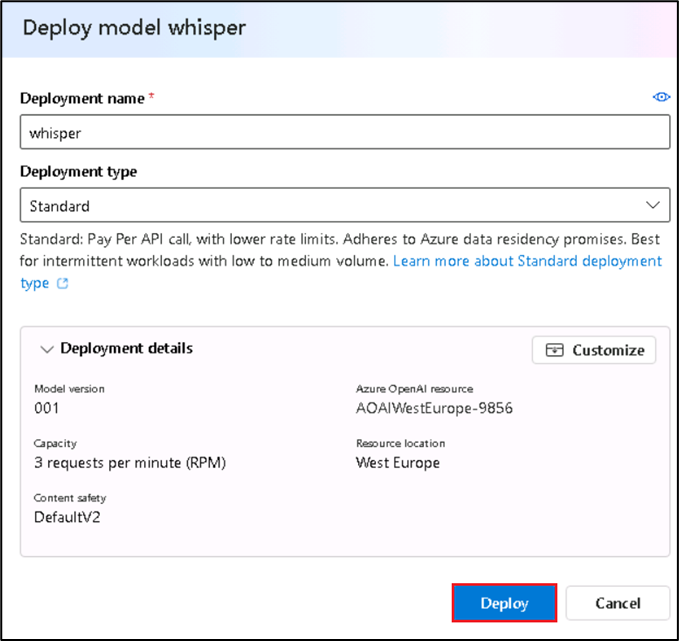 Deploy model whisper
Deployment name *
whisper
Deployment type
Standard
Standard: Pay Per API call, with lower rate limits. Adheres to Azure data residency promises. Best
for intermittent workloads with low to medium volume. Learn more about Standard deployment
type
Deployment details
Customize
Model version
001
Azure OpenAI resource
AOAIWestEurope-9856
Capacity
3 requests per minute (RPM)
Resource location
West Europe
Content safety
DefaultV2
Deploy
Cancel